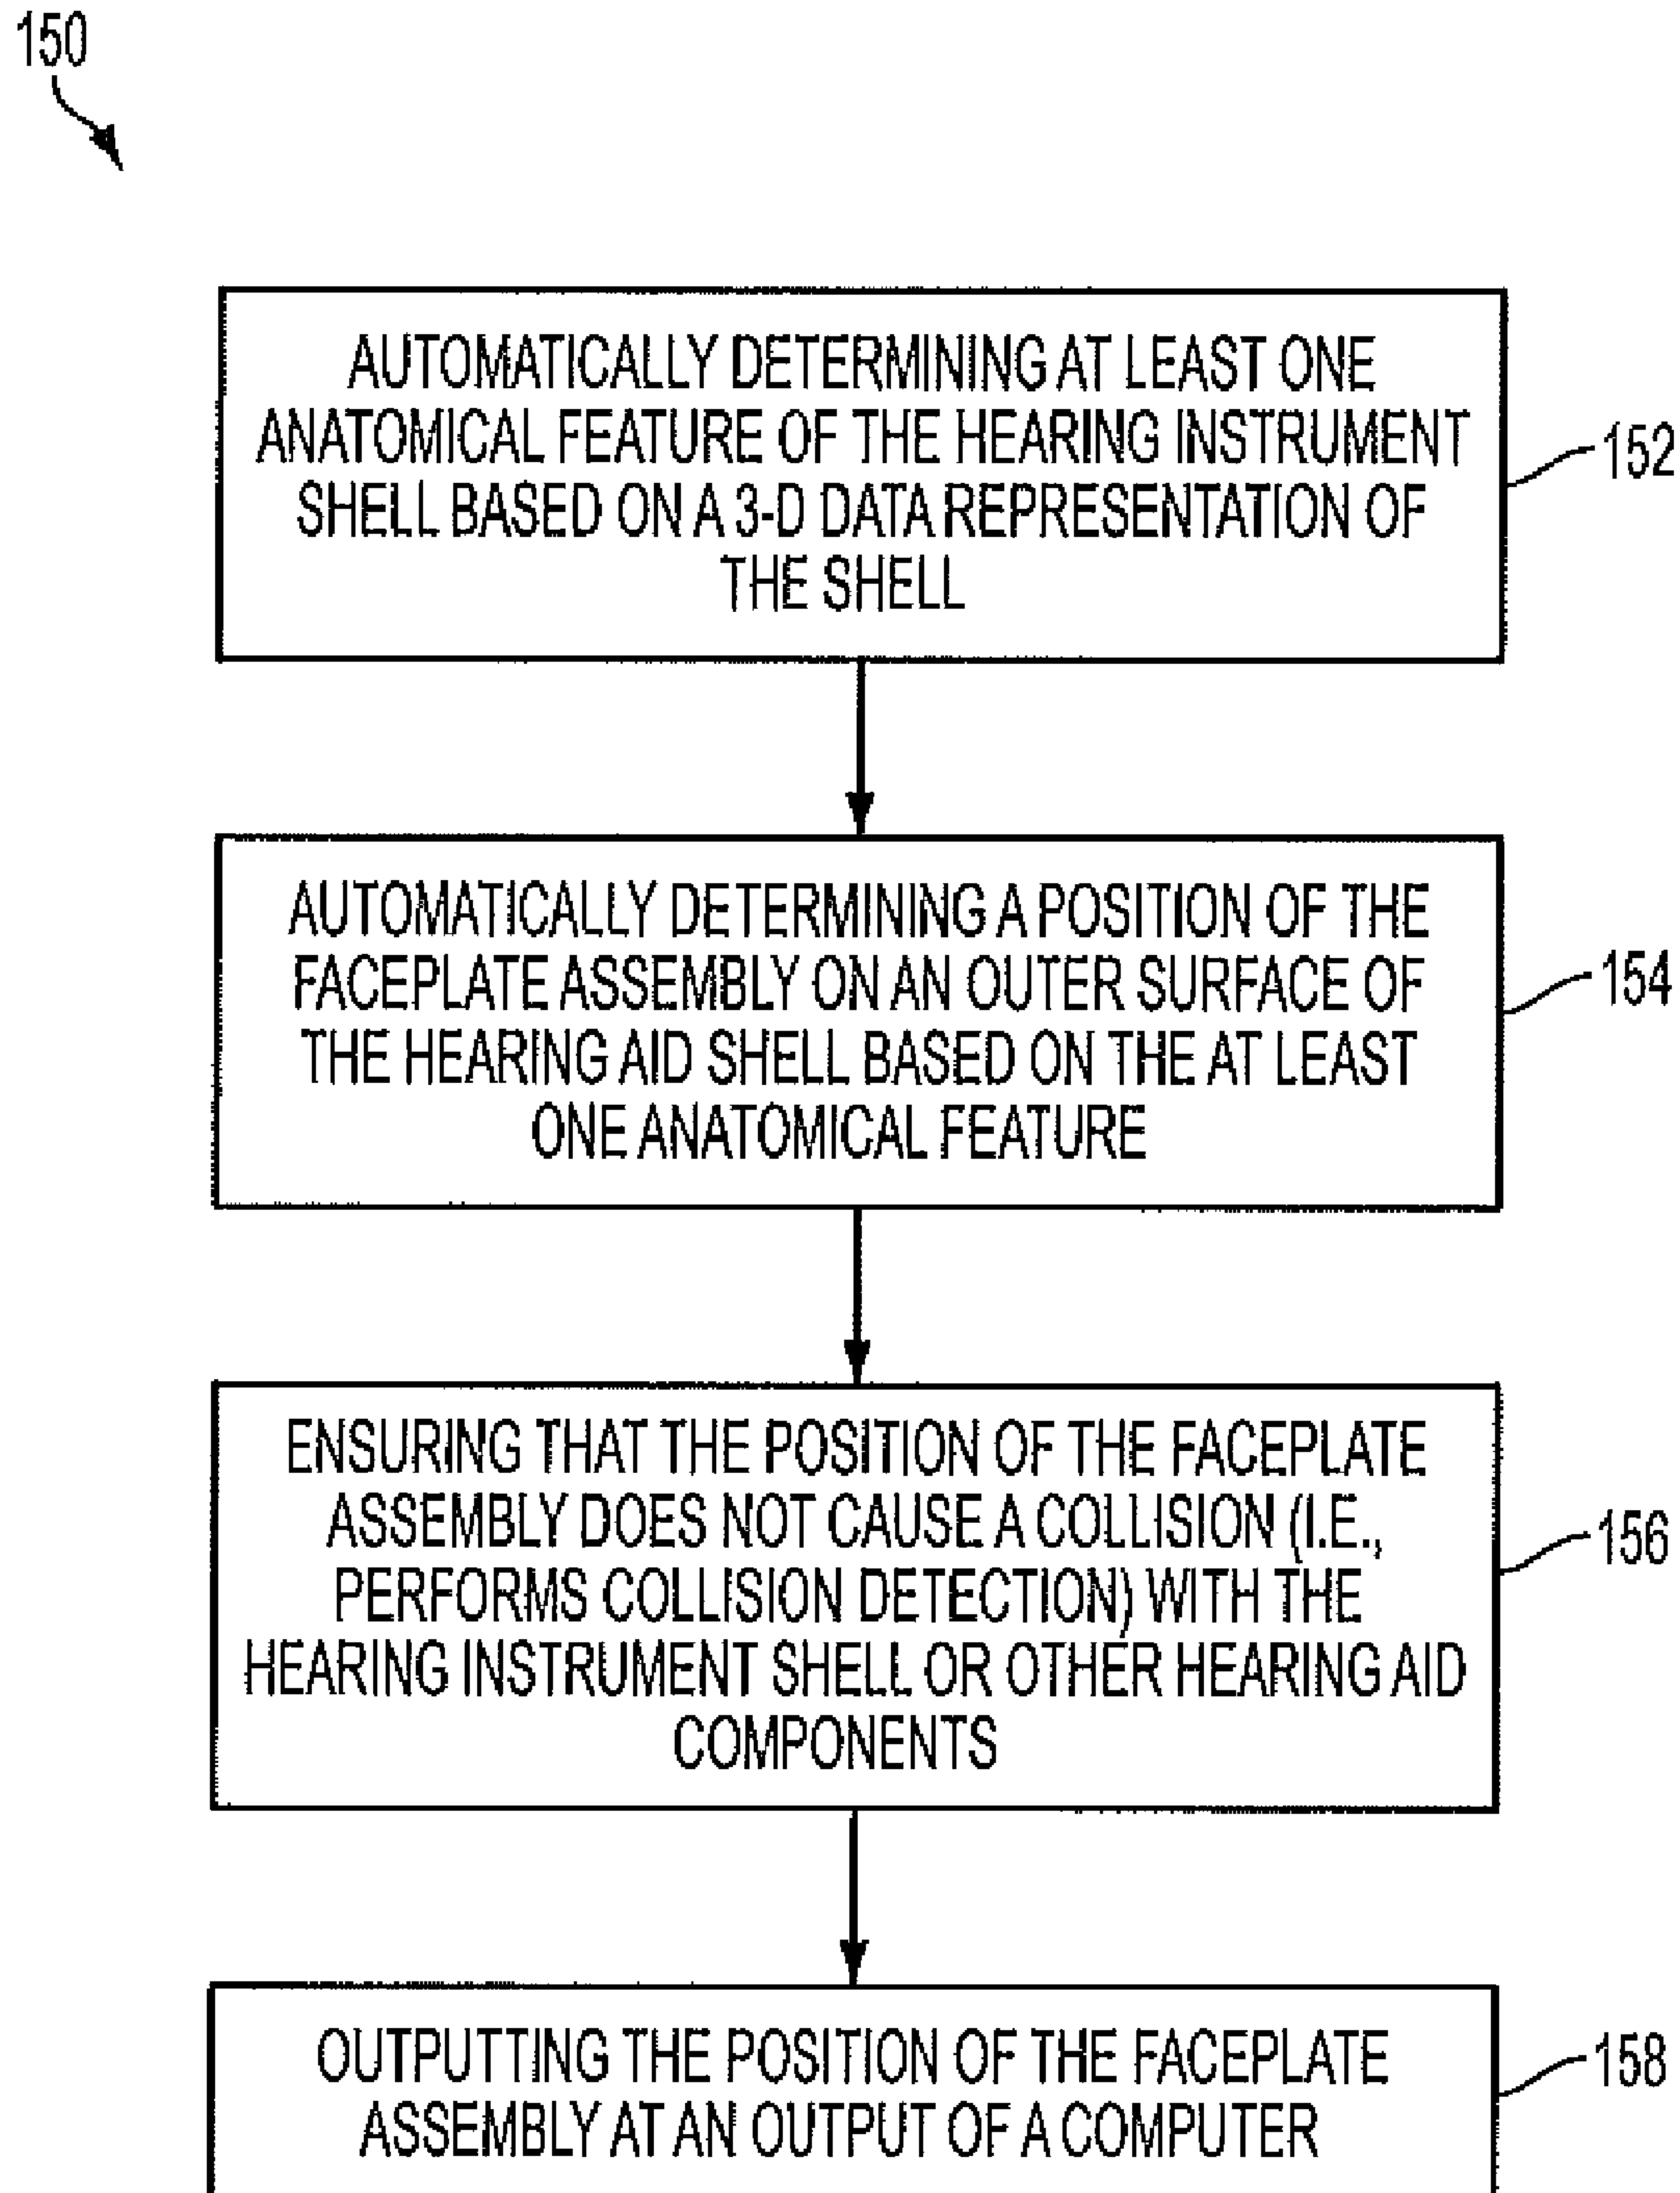 150
AUTOMATICALLY DETERMINING AT LEAST ONE
ANATOMICAL FEATURE OF THE HEARING INSTRUMENT
SHELL BASED ON A 3-D DATA REPRESENTATION OF
THE SHELL
152
AUTOMATICALLY DETERMINING A POSITION OF THE
FACEPLATE ASSEMBLY ON AN OUTER SURFACE OF
THE HEARING AID SHELL BASED ON THE AT LEAST
ONE ANATOMICAL FEATURE
154
ENSURING THAT THE POSITION OF THE FACEPLATE
ASSEMBLY DOES NOT CAUSE A COLLISION (I.E.,
PERFORMS COLLISION DETECTION) WITH THE
HEARING INSTRUMENT SHELL OR OTHER HEARING AID
COMPONENTS
156
OUTPUTTING THE POSITION OF THE FACEPLATE
ASSEMBLY AT AN OUTPUT OF A COMPUTER
158